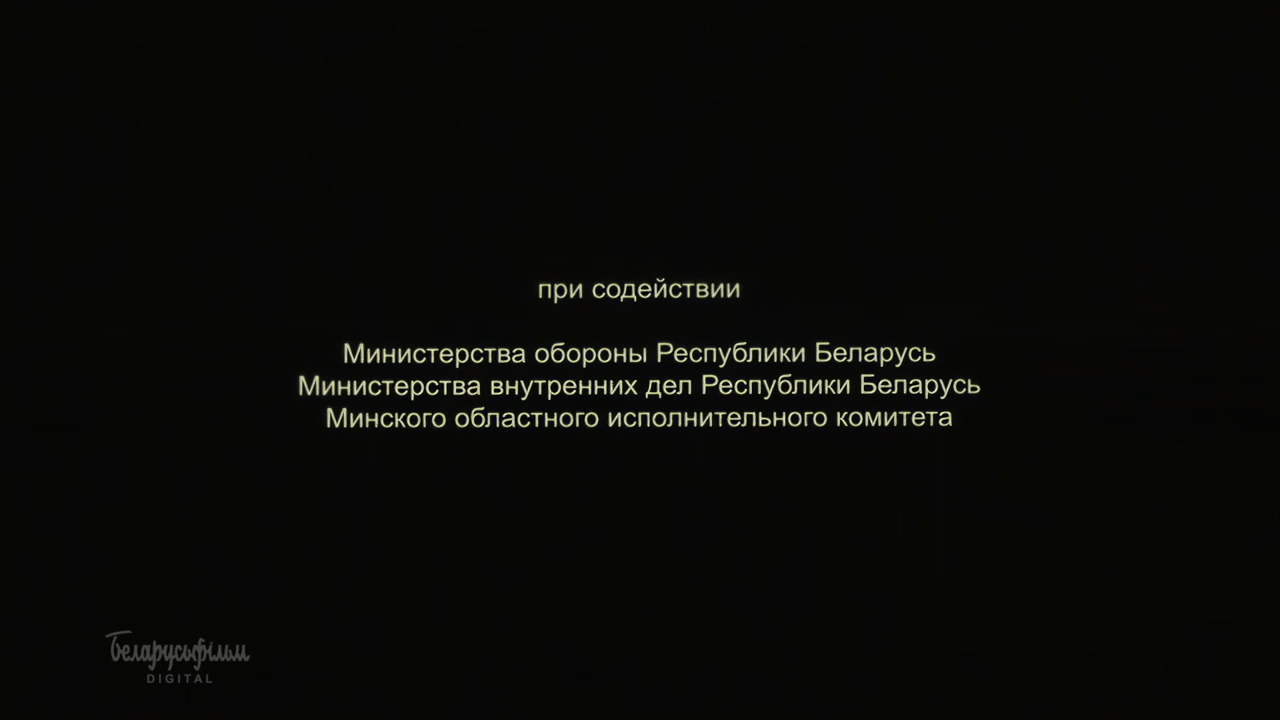 при содействии
Министерства обороны Республики Беларусь
Министерства внутренних дел Республики Беларусь
Минского областного исполнительного комитета
Беларусьфільм
DIGITAL